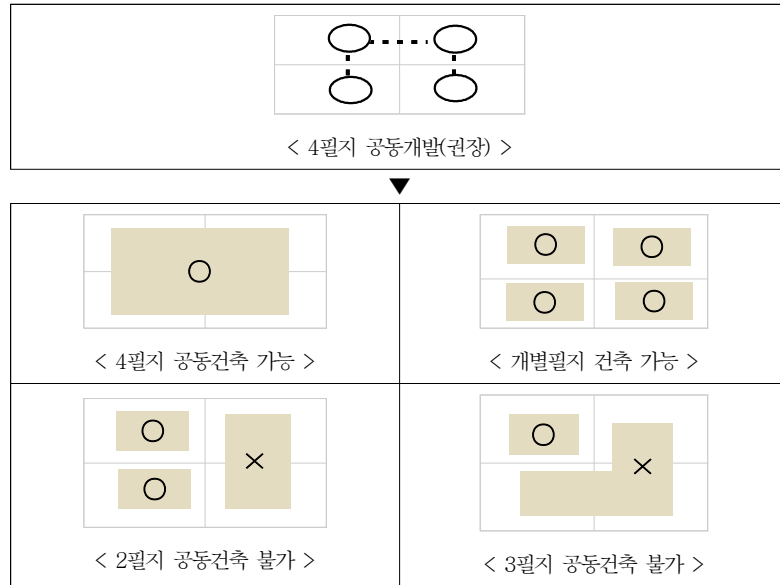 < 4필지 공동개발(권장) >
< 4필지 공동건축 가능 >
< 개별필지 건축 가능 >
< 2필지 공동건축 불가 >
< 3필지 공동건축 불가 >